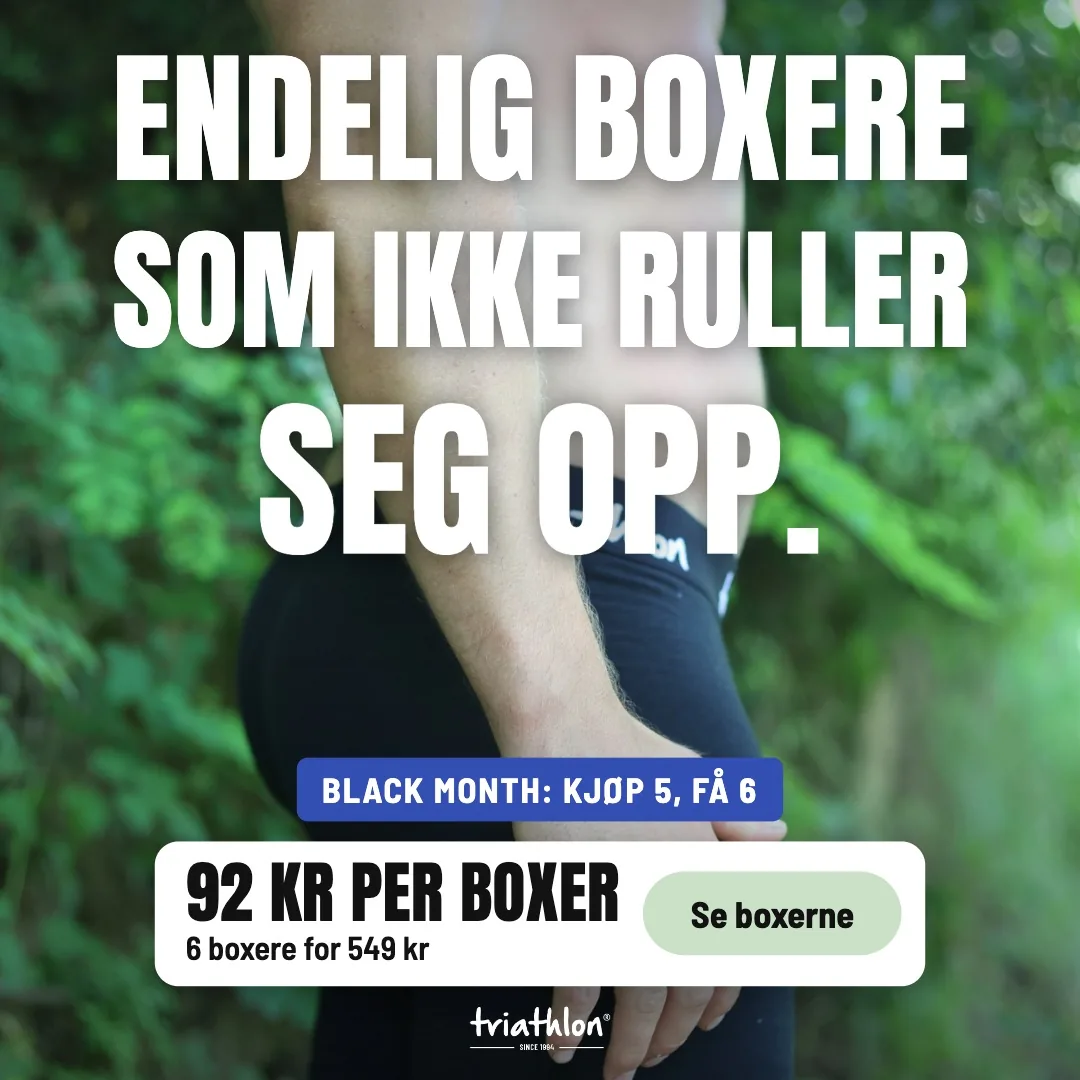 ENDELIG BOXERE
SOM IKKE RULLER
SEG OPP.
BLACK MONTH: KJØP 5, FÅ 6
92 KR PER BOXER
6 boxere for 549 kr
Se boxerne
triathlon®
SINCE 1994